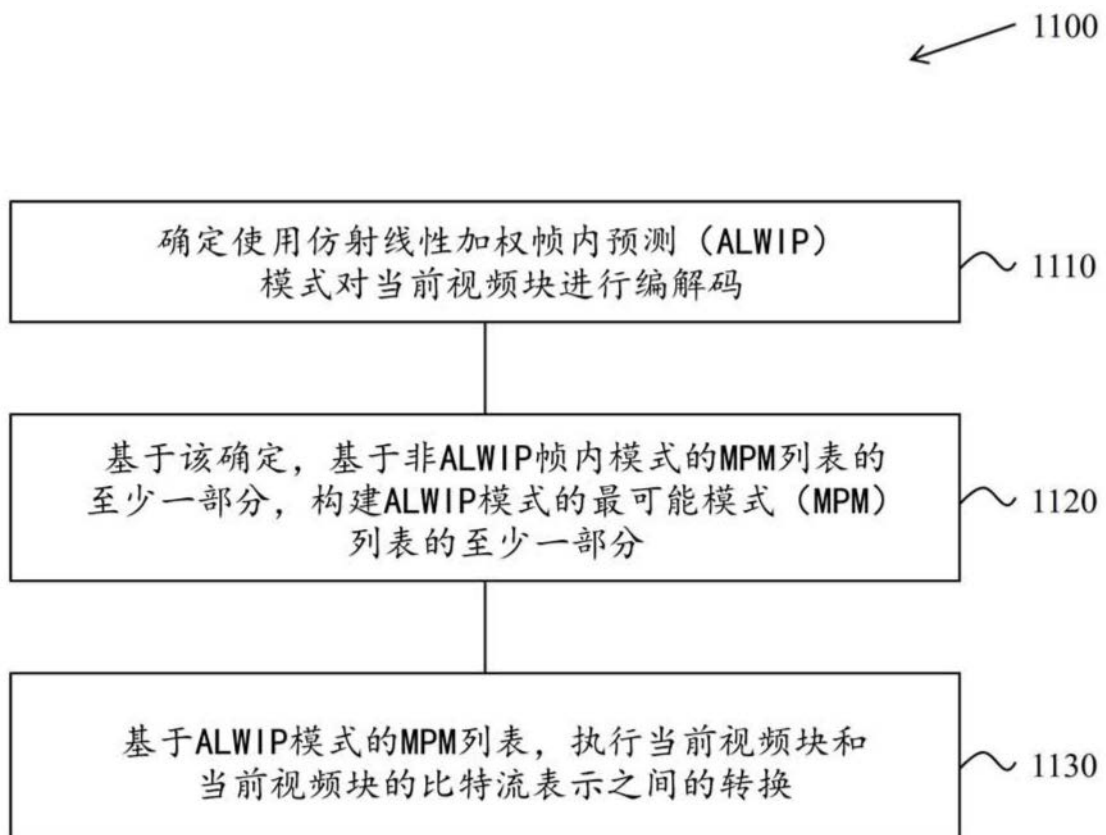 1100
确定使用仿射线性加权帧内预测（ALWIP）
模式对当前视频块进行编解码
1110
基于该确定，基于非ALWIP帧内模式的MPM列表的
至少一部分，构建ALWIP模式的最可能模式（MPM）
列表的至少一部分
1120
基于ALWIP模式的MPM列表，执行当前视频块和
当前视频块的比特流表示之间的转换
1130